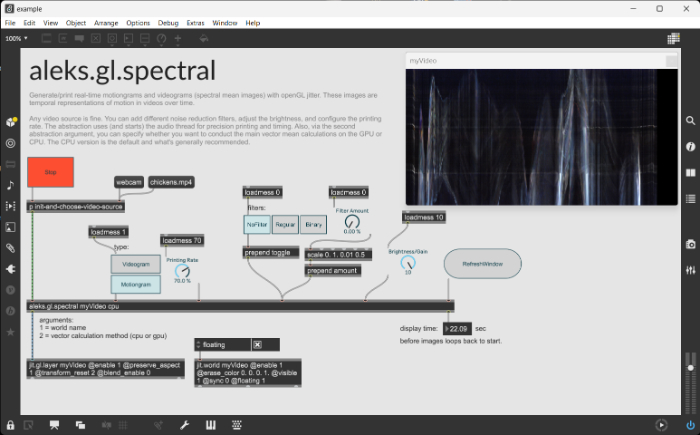 example
File Edit View Object Arrange Options Debug Extras Window Help
100%
aleks.gl.spectral
Generate/print real-time motiongrams and videograms (spectral mean images) with openGL jitter. These images are
temporal representations of motion in videos over time.
Any video source is fine. You can add different noise reduction filters, adjust the brightness, and configure the printing
rate. The abstraction uses (and starts) the audio thread for precision printing and timing. Also, via the second
abstraction argument, you can specify whether you want to conduct the main vector mean calculations on the GPU or
CPU. The CPU version is the default and what's generally recommended.
myVideo
Stop
webcam
chickens.mp4
p init-and-choose-video-source
loadmess 0
loadmess 0
filters:
NoFilter
Regular
Binary
Filter Amount
0.00 %
loadmess 10
loadmess 1
loadmess 70
type:
Videogram
Motiongram
Printing Rate
70.0 %
prepend toggle
scale 0. 1. 0.01 0.5
prepend amount
Brightness/Gain
10
RefreshWindow
aleks.gl.spectral myVideo cpu
arguments:
1 = world name
2 = vector calculation method (cpu or gpu)
display time:
22.09
sec
before images loops back to start.
floating
jit.gl.layer myVideo @enable 1 @preserve_aspect
1 @transform_reset 2 @blend_enable 0
jit.world myVideo @enable 1
@erase_color 0. 0. 0. 1. @visible
1 @sync 0 @floating 1